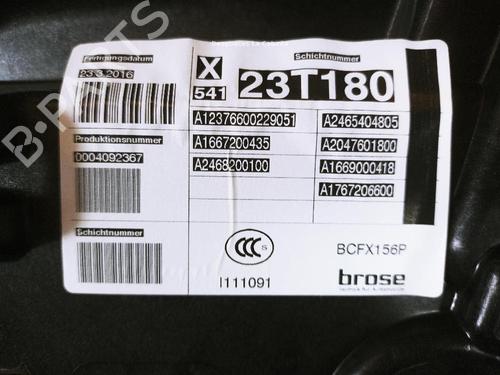 Fertigungsdatum
23.3.2016
X
541
Schichtnummer
23T180
A12376600229051
A2465404805
A1667200435
A2047601800
A2468200100
A1669000418
A1767206600
Produktionsnummer
0004092367
Schichtnummer
CCC
S
I111091
BCFX156P
brose
B-PARTS